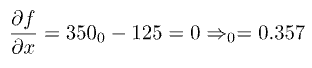 ∂f/∂x = 350₀ − 125 = 0 ⇒₀= 0.357